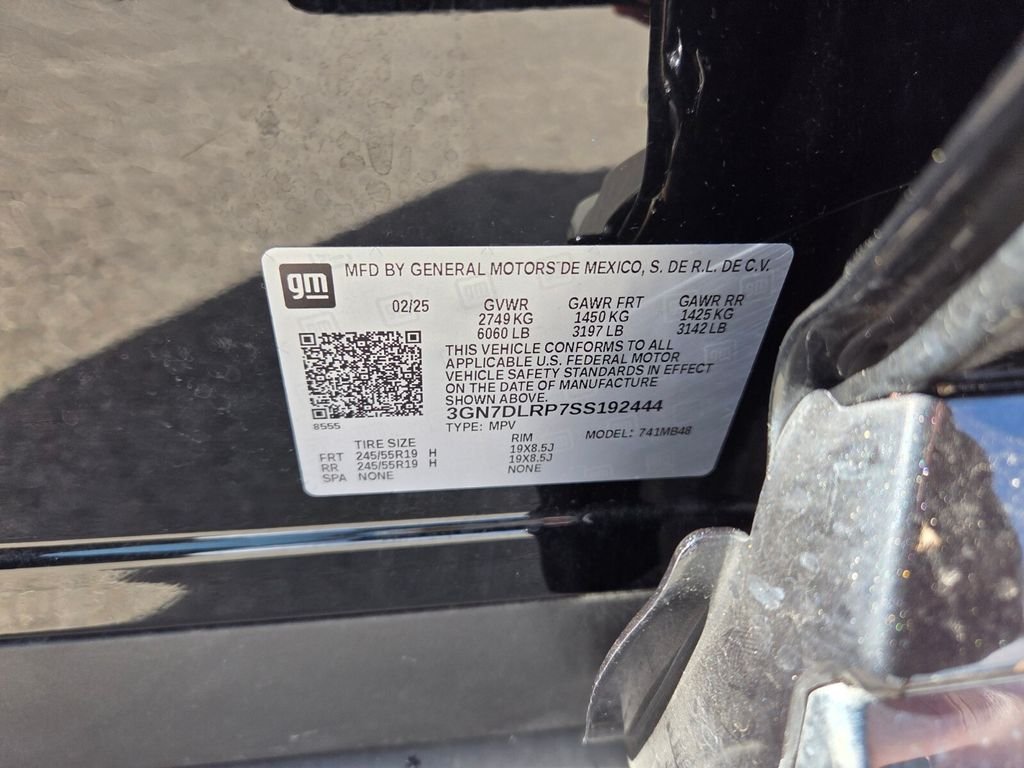 gm MFD BY GENERAL MOTORS DE MEXICO, S. DE R.L. DE C.V.
02/25 GVWR GAWR FRT GAWR RR
2749 KG 1450 KG 1425 KG
6060 LB 3197 LB 3142 LB
THIS VEHICLE CONFORMS TO ALL
APPLICABLE U.S. FEDERAL MOTOR
VEHICLE SAFETY STANDARDS IN EFFECT
ON THE DATE OF MANUFACTURE
SHOWN ABOVE.
3GN7DLRP7SS192444
8555
TYPE: MPV MODEL: 741MB48
TIRE SIZE RIM
FRT 245/55R19 H 19X8.5J
RR 245/55R19 H 19X8.5J
SPA NONE NONE